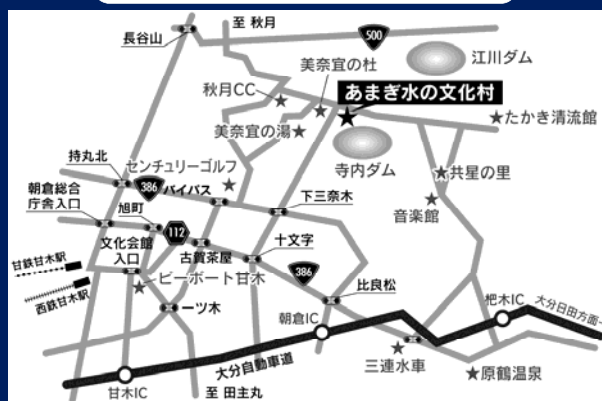 至 秋月
長谷山
500
江川ダム
美奈宜の杜
秋月CC
あまぎ水の文化村
たかき清流館
美奈宜の湯
寺内ダム
持丸北
センチュリーゴルフ
共星の里
386
バイパス
朝倉総合
庁舎入口
旭町
下三奈木
音楽館
112
文化会館
入口
古賀茶屋
十文字
甘鉄甘木駅
ピーポート甘木
386
比良松
西鉄甘木駅
一ツ木
朝倉IC
杷木IC
大分日田方面
大分自動車道
三連水車
原鶴温泉
甘木IC
至 田主丸